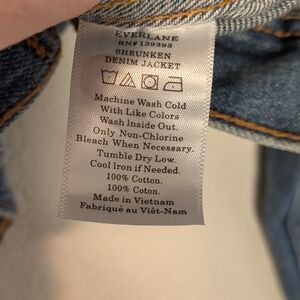 EVERLANE
RN# 139393
SHRUNKEN
DENIM JACKET
Machine Wash Cold
With Like Colors
Wash Inside Out.
Only Non-Chlorine
Bleach When Necessary.
Tumble Dry Low.
Cool Iron if Needed.
100% Cotton.
100% Coton.
Made in Vietnam
Fabriqué au Viêt-Nam